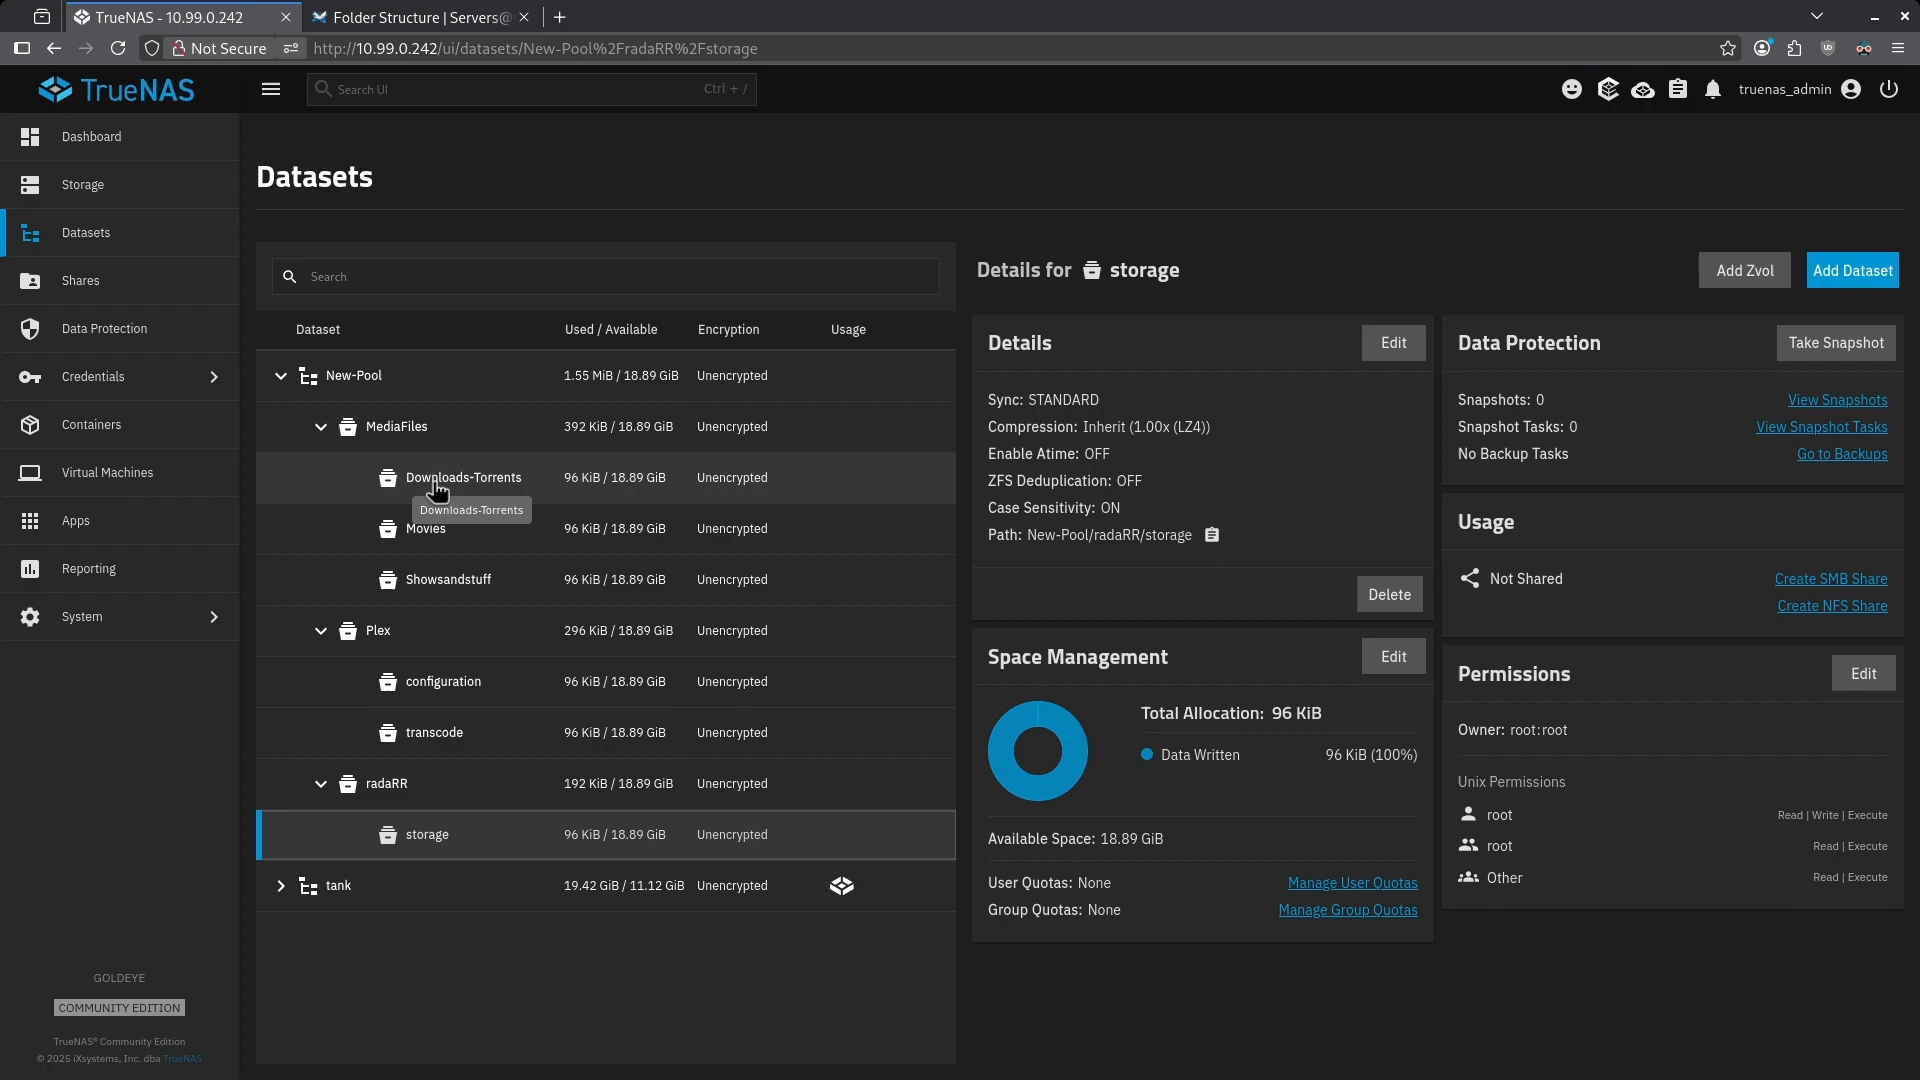 TrueNAS - 10.99.0.242
Folder Structure | Servers@
Not Secure
http://10.99.0.242/ui/datasets/New-Pool%2FradaRR%2Fstorage
TrueNAS
Search UI
Ctrl + /
truenas_admin
Dashboard
Storage
Datasets
Shares
Data Protection
Credentials
Containers
Virtual Machines
Apps
Reporting
System
GOLDEYE
COMMUNITY EDITION
TrueNAS® Community Edition
© 2025 iXsystems, Inc. dba TrueNAS
Datasets
Search
Dataset Used / Available Encryption Usage
New-Pool 1.55 MiB / 18.89 GiB Unencrypted
MediaFiles 392 KiB / 18.89 GiB Unencrypted
Downloads-Torrents 96 KiB / 18.89 GiB Unencrypted
Downloads-Torrents
Movies 96 KiB / 18.89 GiB Unencrypted
Showsandstuff 96 KiB / 18.89 GiB Unencrypted
Plex 296 KiB / 18.89 GiB Unencrypted
configuration 96 KiB / 18.89 GiB Unencrypted
transcode 96 KiB / 18.89 GiB Unencrypted
radaRR 192 KiB / 18.89 GiB Unencrypted
storage 96 KiB / 18.89 GiB Unencrypted
tank 19.42 GiB / 11.12 GiB Unencrypted
Details for storage
Add Zvol
Add Dataset
Details
Edit
Sync: STANDARD
Compression: Inherit (1.00x (LZ4))
Enable Atime: OFF
ZFS Deduplication: OFF
Case Sensitivity: ON
Path: New-Pool/radaRR/storage
Delete
Space Management
Edit
Total Allocation: 96 KiB
Data Written 96 KiB (100%)
Available Space: 18.89 GiB
User Quotas: None Manage User Quotas
Group Quotas: None Manage Group Quotas
Data Protection
Take Snapshot
Snapshots: 0 View Snapshots
Snapshot Tasks: 0 View Snapshot Tasks
No Backup Tasks Go to Backups
Usage
Not Shared Create SMB Share
Create NFS Share
Permissions
Edit
Owner: root:root
Unix Permissions
root Read | Write | Execute
root Read | Execute
Other Read | Execute